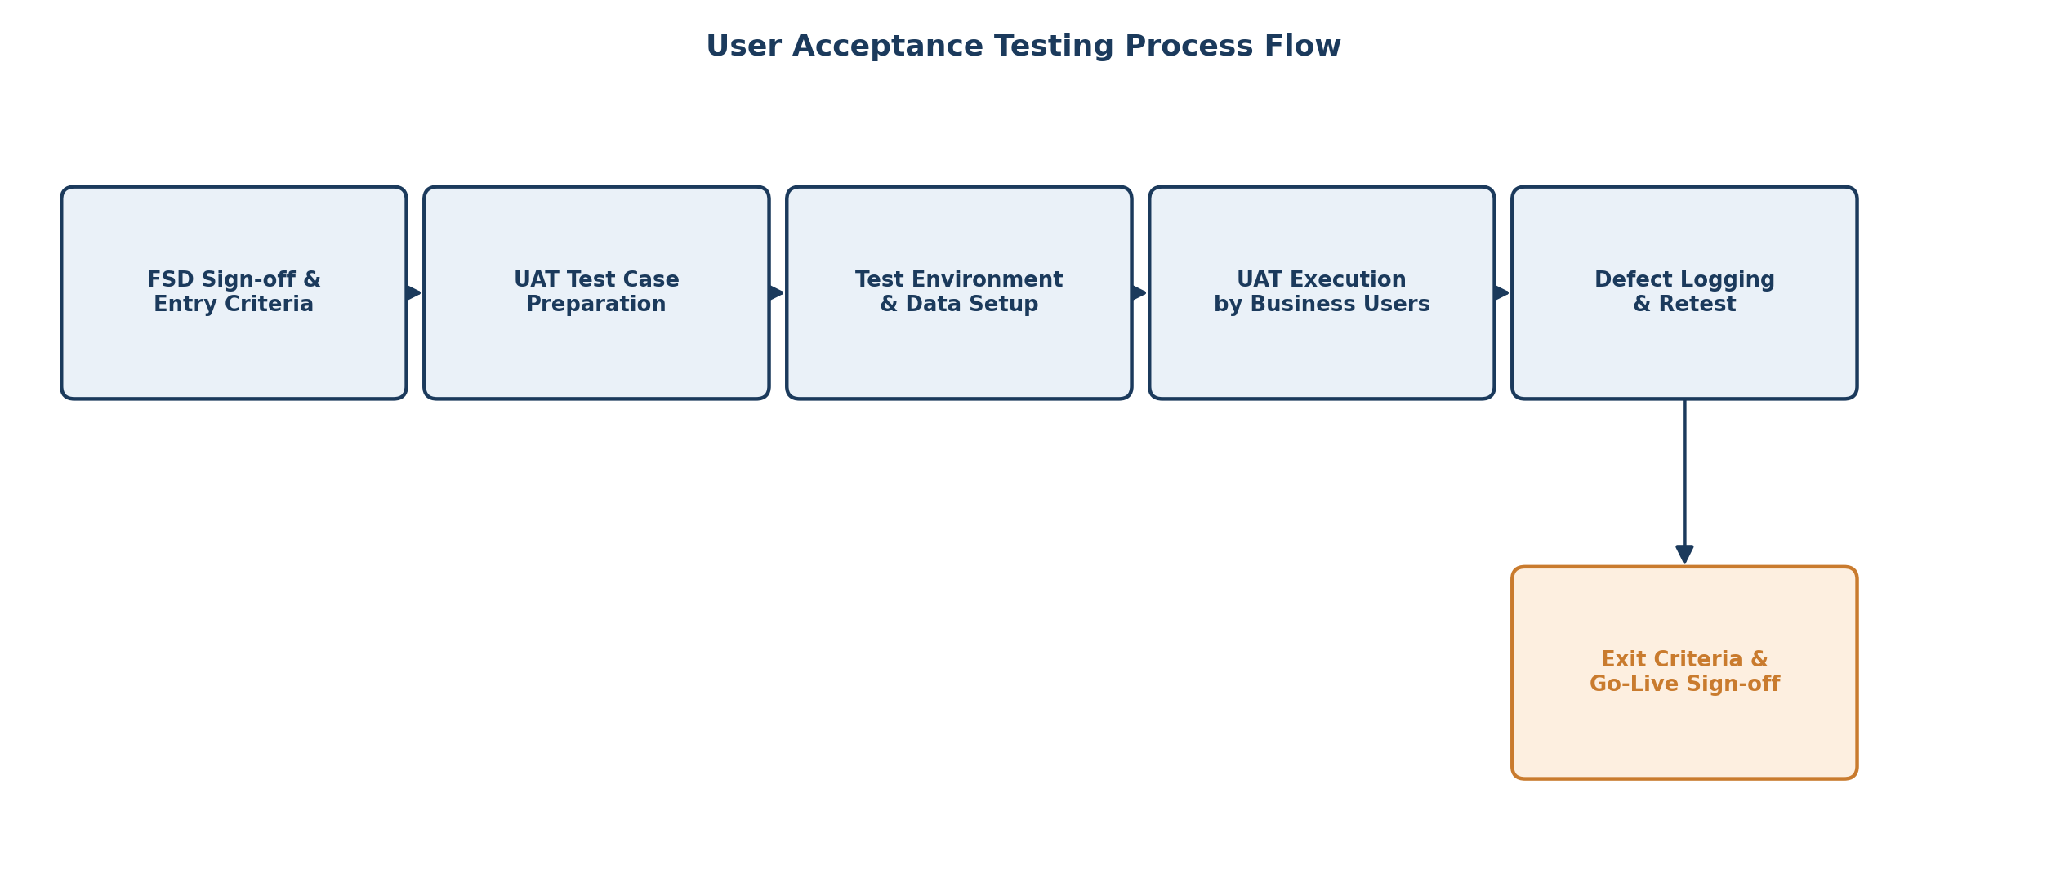 User Acceptance Testing Process Flow
FSD Sign-off &
Entry Criteria
UAT Test Case
Preparation
Test Environment
& Data Setup
UAT Execution
by Business Users
Defect Logging
& Retest
Exit Criteria &
Go-Live Sign-off